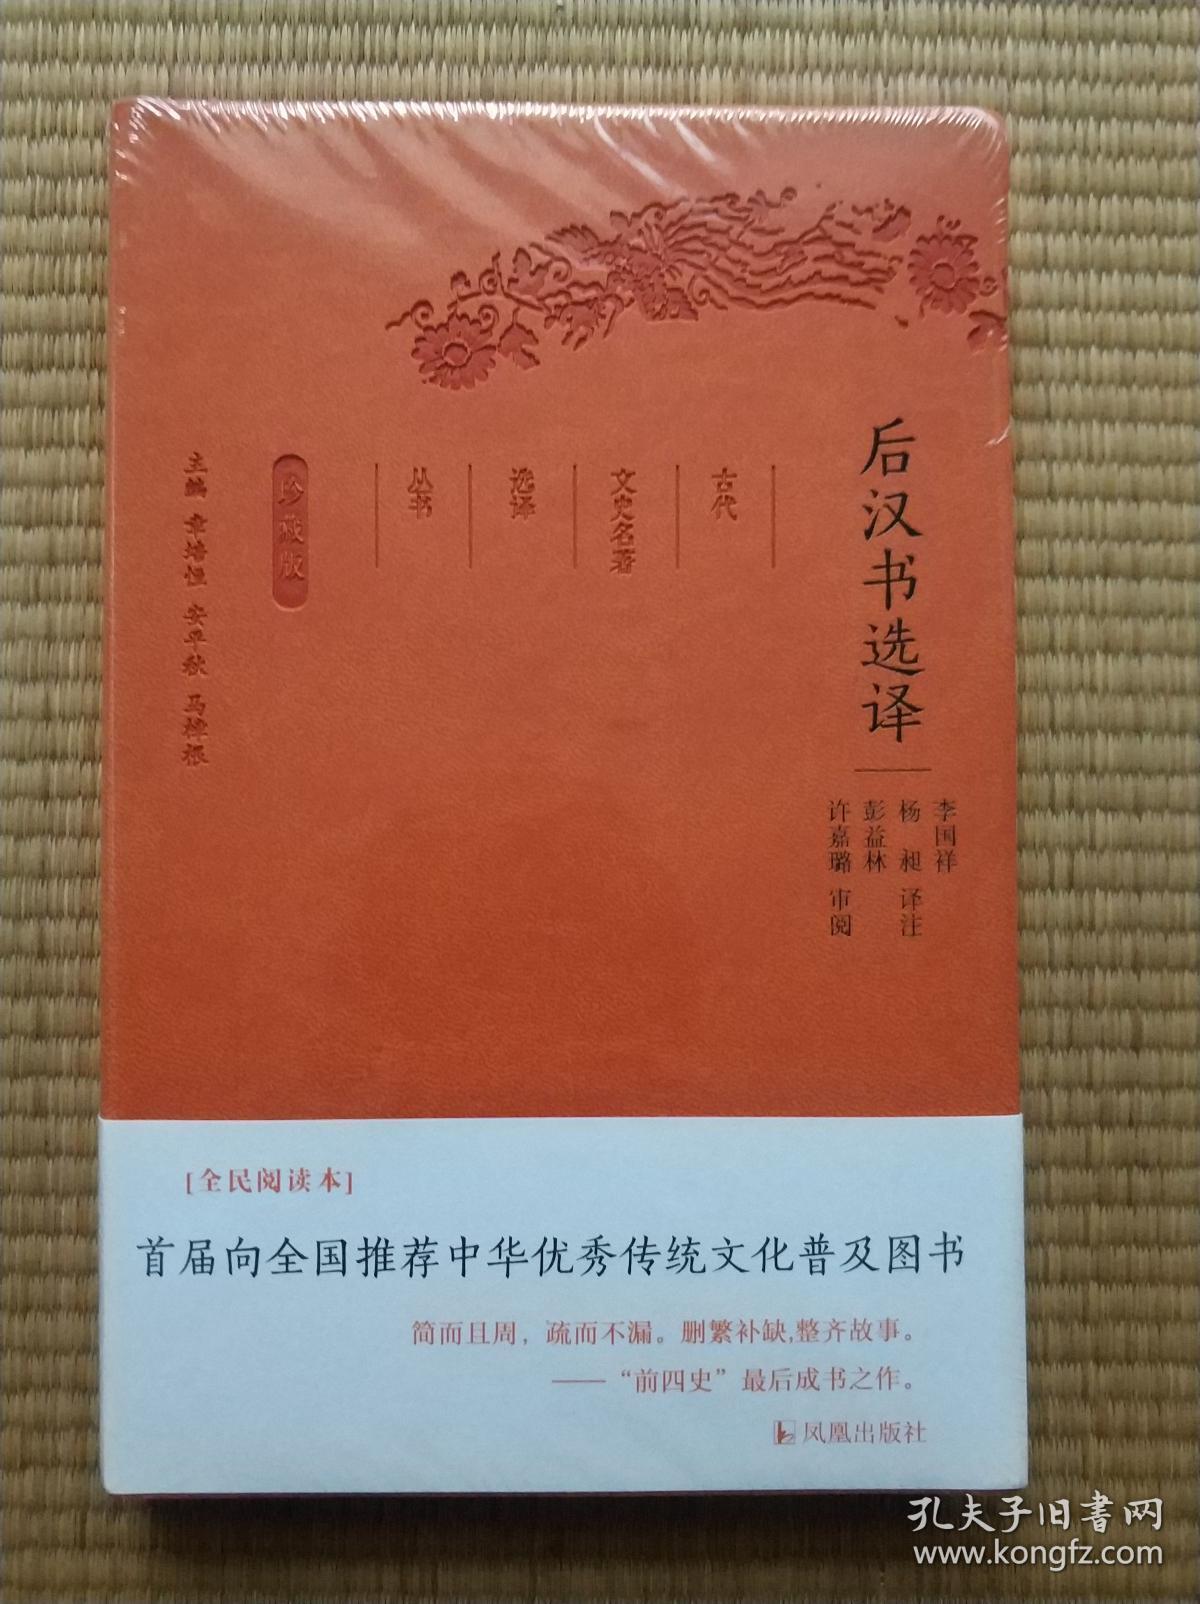 后汉书选译
李国祥
杨昶 译注
彭益林
许嘉璐 审阅
古代
文史名著
选译
丛书
珍藏版
主编 章培恒 安平秋 马樟根
[全民阅读本]
首届向全国推荐中华优秀传统文化普及图书
简而且周，疏而不漏。删繁补缺,整齐故事。
——“前四史”最后成书之作。
凤凰出版社
孔夫子旧書网
www.kongfz.com